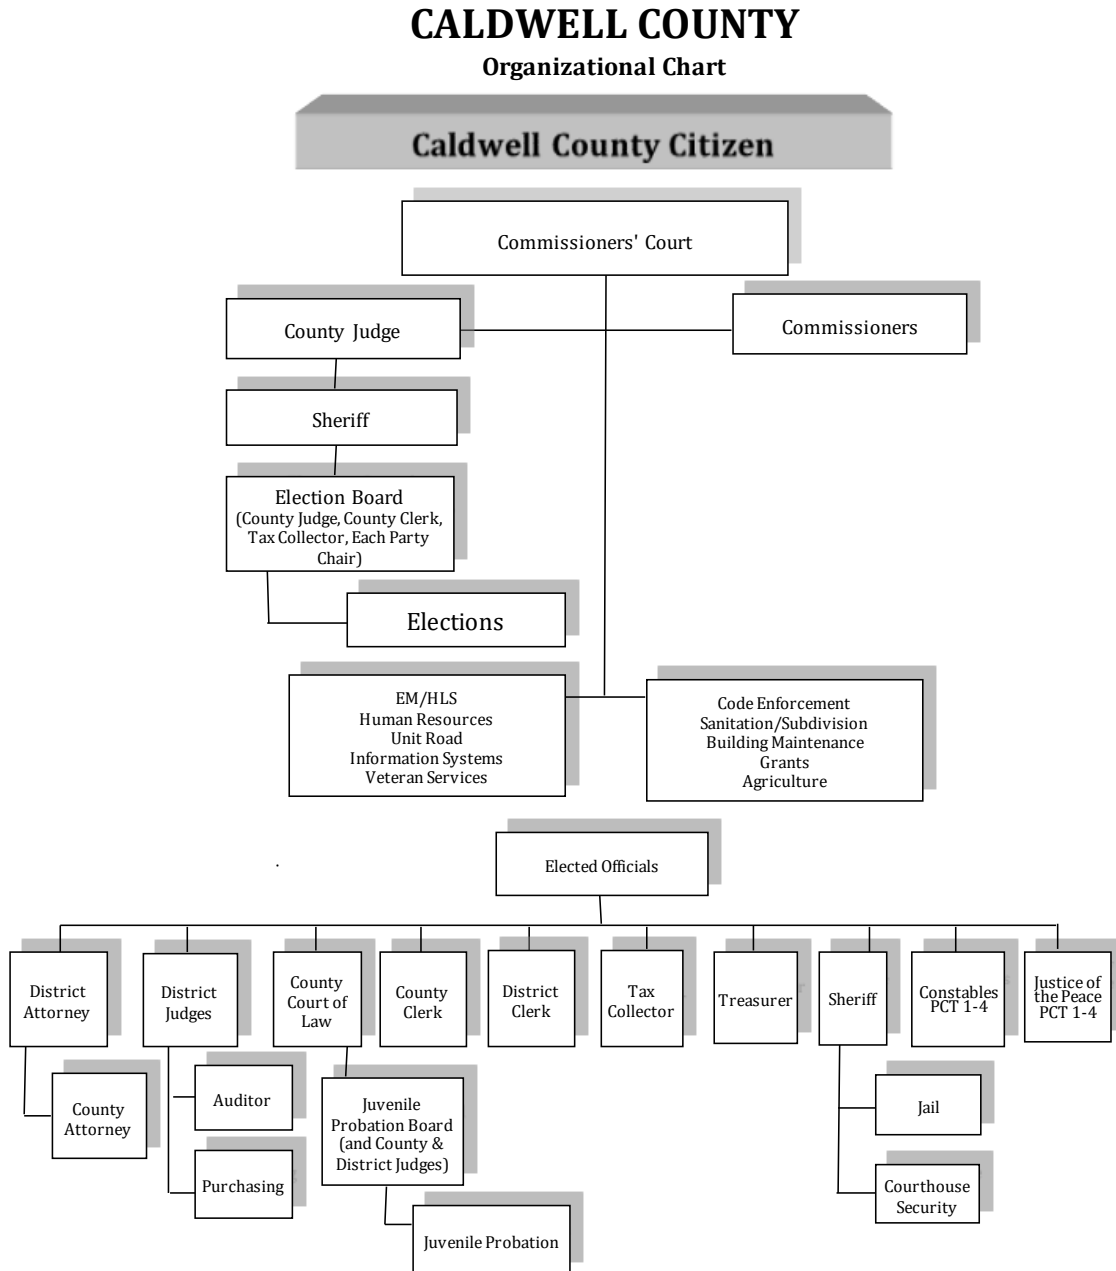 CALDWELL COUNTY
Organizational Chart
Caldwell County Citizen
Commissioners' Court
County Judge
Commissioners
Sheriff
Election Board
(County Judge, County Clerk,
Tax Collector, Each Party
Chair)
Elections
EM/HLS
Human Resources
Unit Road
Information Systems
Veteran Services
Code Enforcement
Sanitation/Subdivision
Building Maintenance
Grants
Agriculture
Elected Officials
District
Attorney
District
Judges
County
Court of
Law
County
Clerk
District
Clerk
Tax
Collector
Treasurer
Sheriff
Constables
PCT 1-4
Justice of
the Peace
PCT 1-4
County
Attorney
Auditor
Purchasing
Juvenile
Probation Board
(and County &
District Judges)
Juvenile Probation
Jail
Courthouse
Security